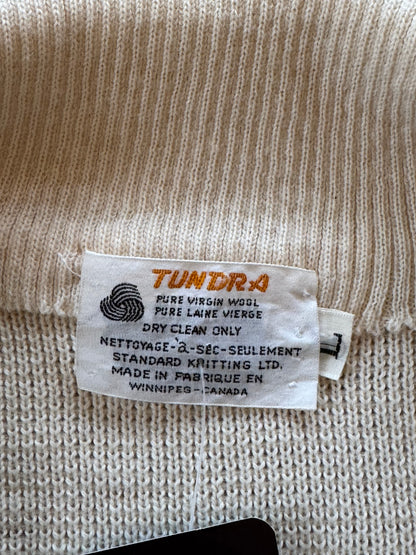 TUNDRA
PURE VIRGIN WOOL
PURE LAINE VIERGE
DRY CLEAN ONLY
NETTOYAGE-à-SEC-SEULEMENT
STANDARD KNITTING LTD.
MADE IN FABRIQUE EN
WINNIPEG-CANADA
L